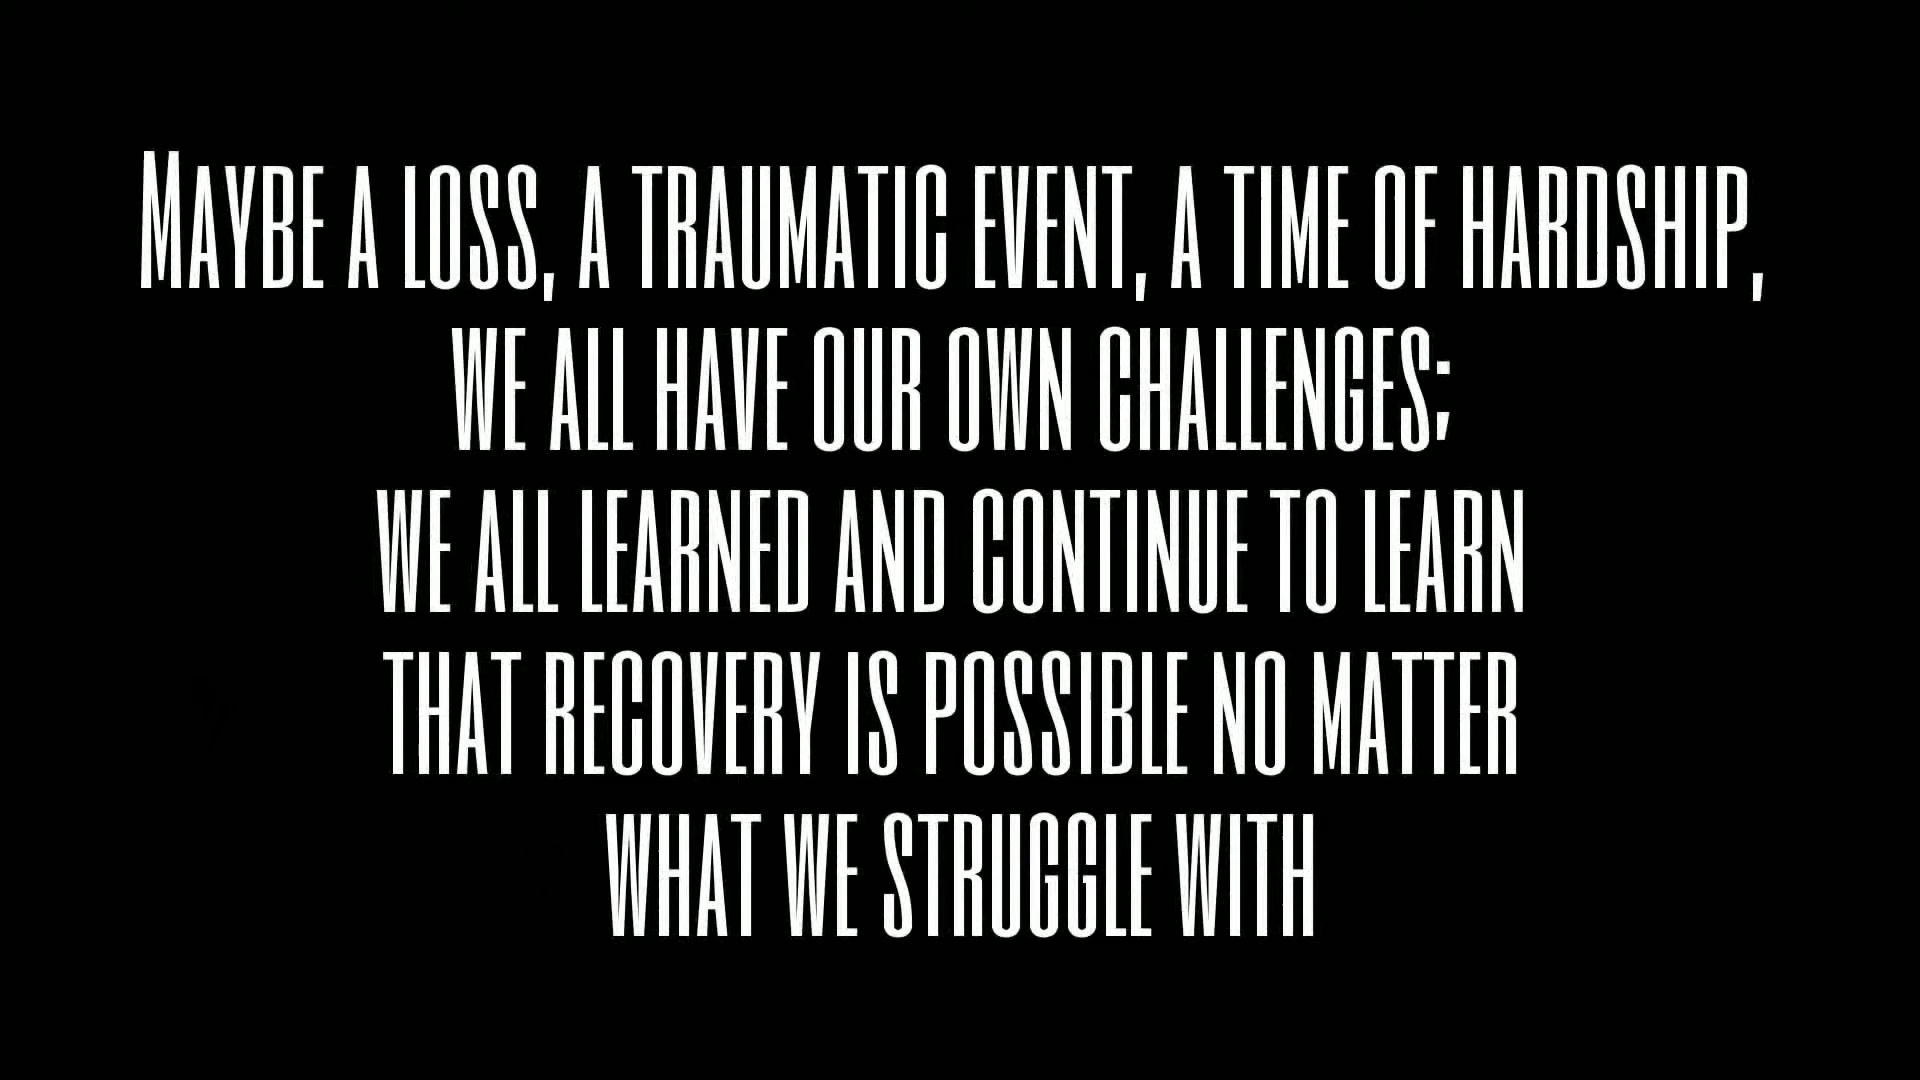 Maybe a loss, a traumatic event, a time of hardship,
we all have our own challenges;
we all learned and continue to learn
that recovery is possible no matter
what we struggle with